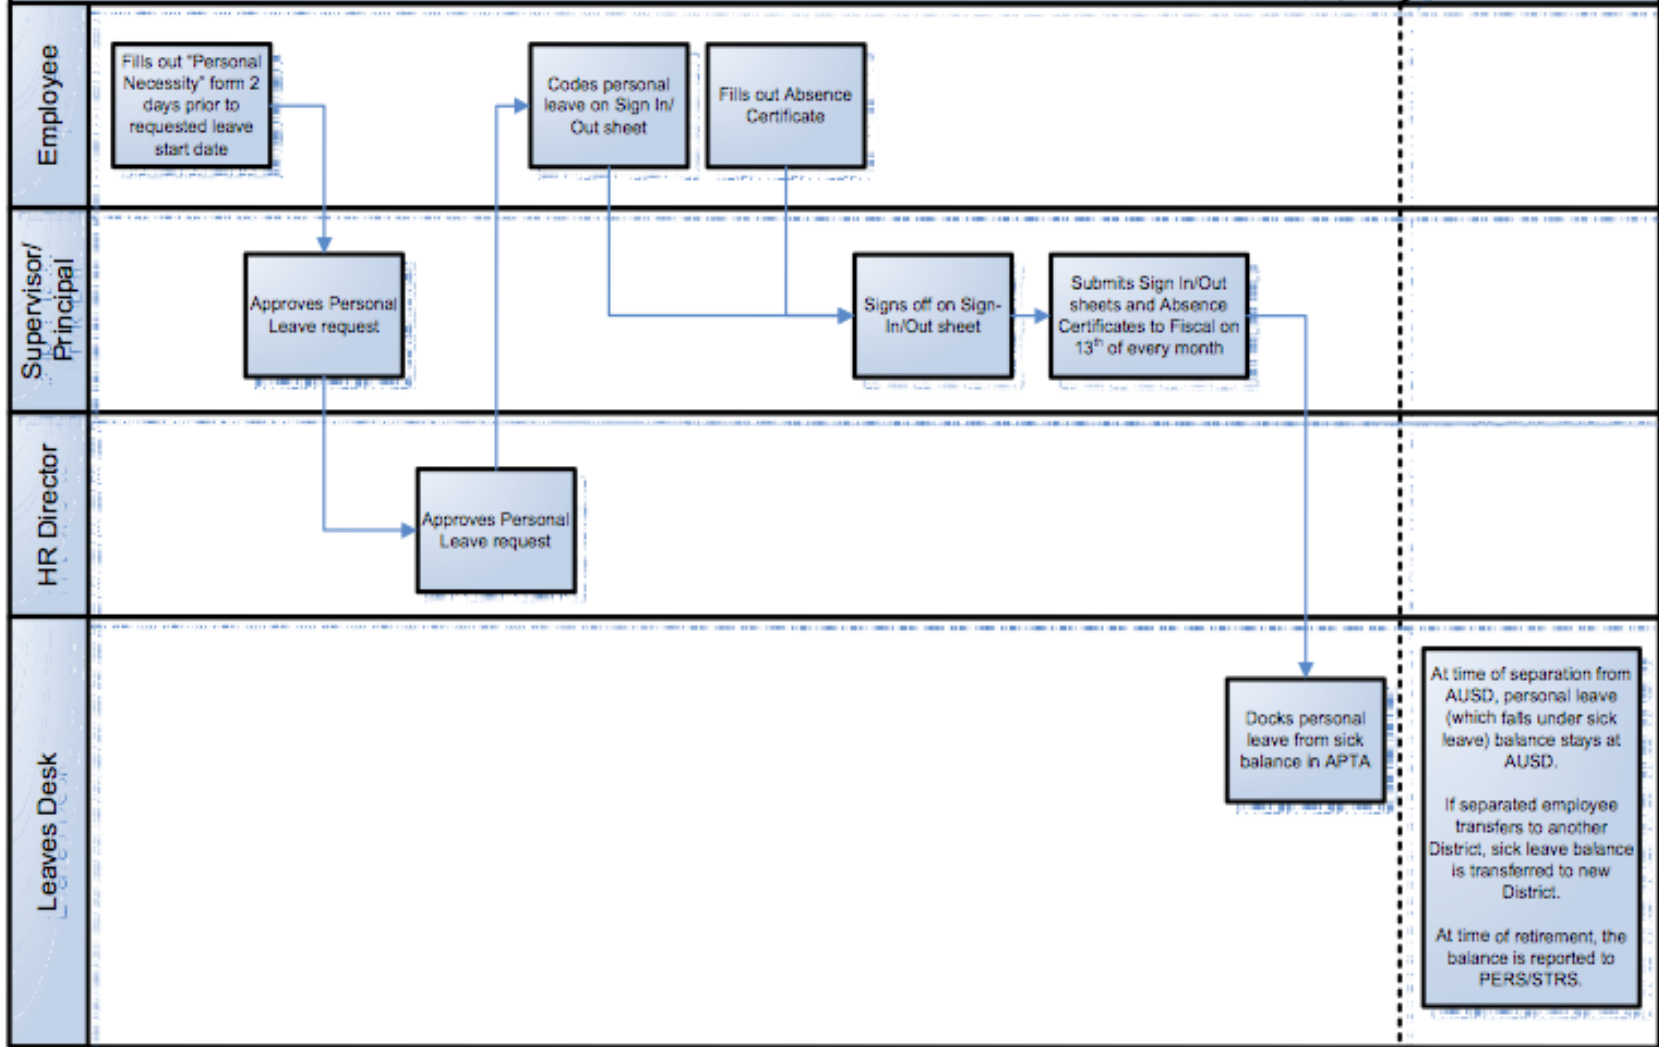 Employee
Fills out "Personal
Necessity" form 2
days prior to
requested leave
start date
Codes personal
leave on Sign In/
Out sheet
Fills out Absence
Certificate
Supervisor/
Principal
Approves Personal
Leave request
Signs off on Sign-
In/Out sheet
Submits Sign In/Out
sheets and Absence
Certificates to Fiscal on
13th of every month
HR Director
Approves Personal
Leave request
Leaves Desk
Docks personal
leave from sick
balance in APTA
At time of separation from
AUSD, personal leave
(which falls under sick
leave) balance stays at
AUSD.
If separated employee
transfers to another
District, sick leave balance
is transferred to new
District.
At time of retirement, the
balance is reported to
PERS/STRS.